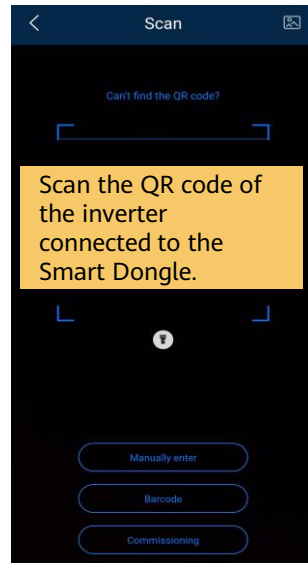 Scan
Can't find the QR code?
Scan the QR code of
the inverter
connected to the
Smart Dongle.
Manually enter
Barcode
Commissioning